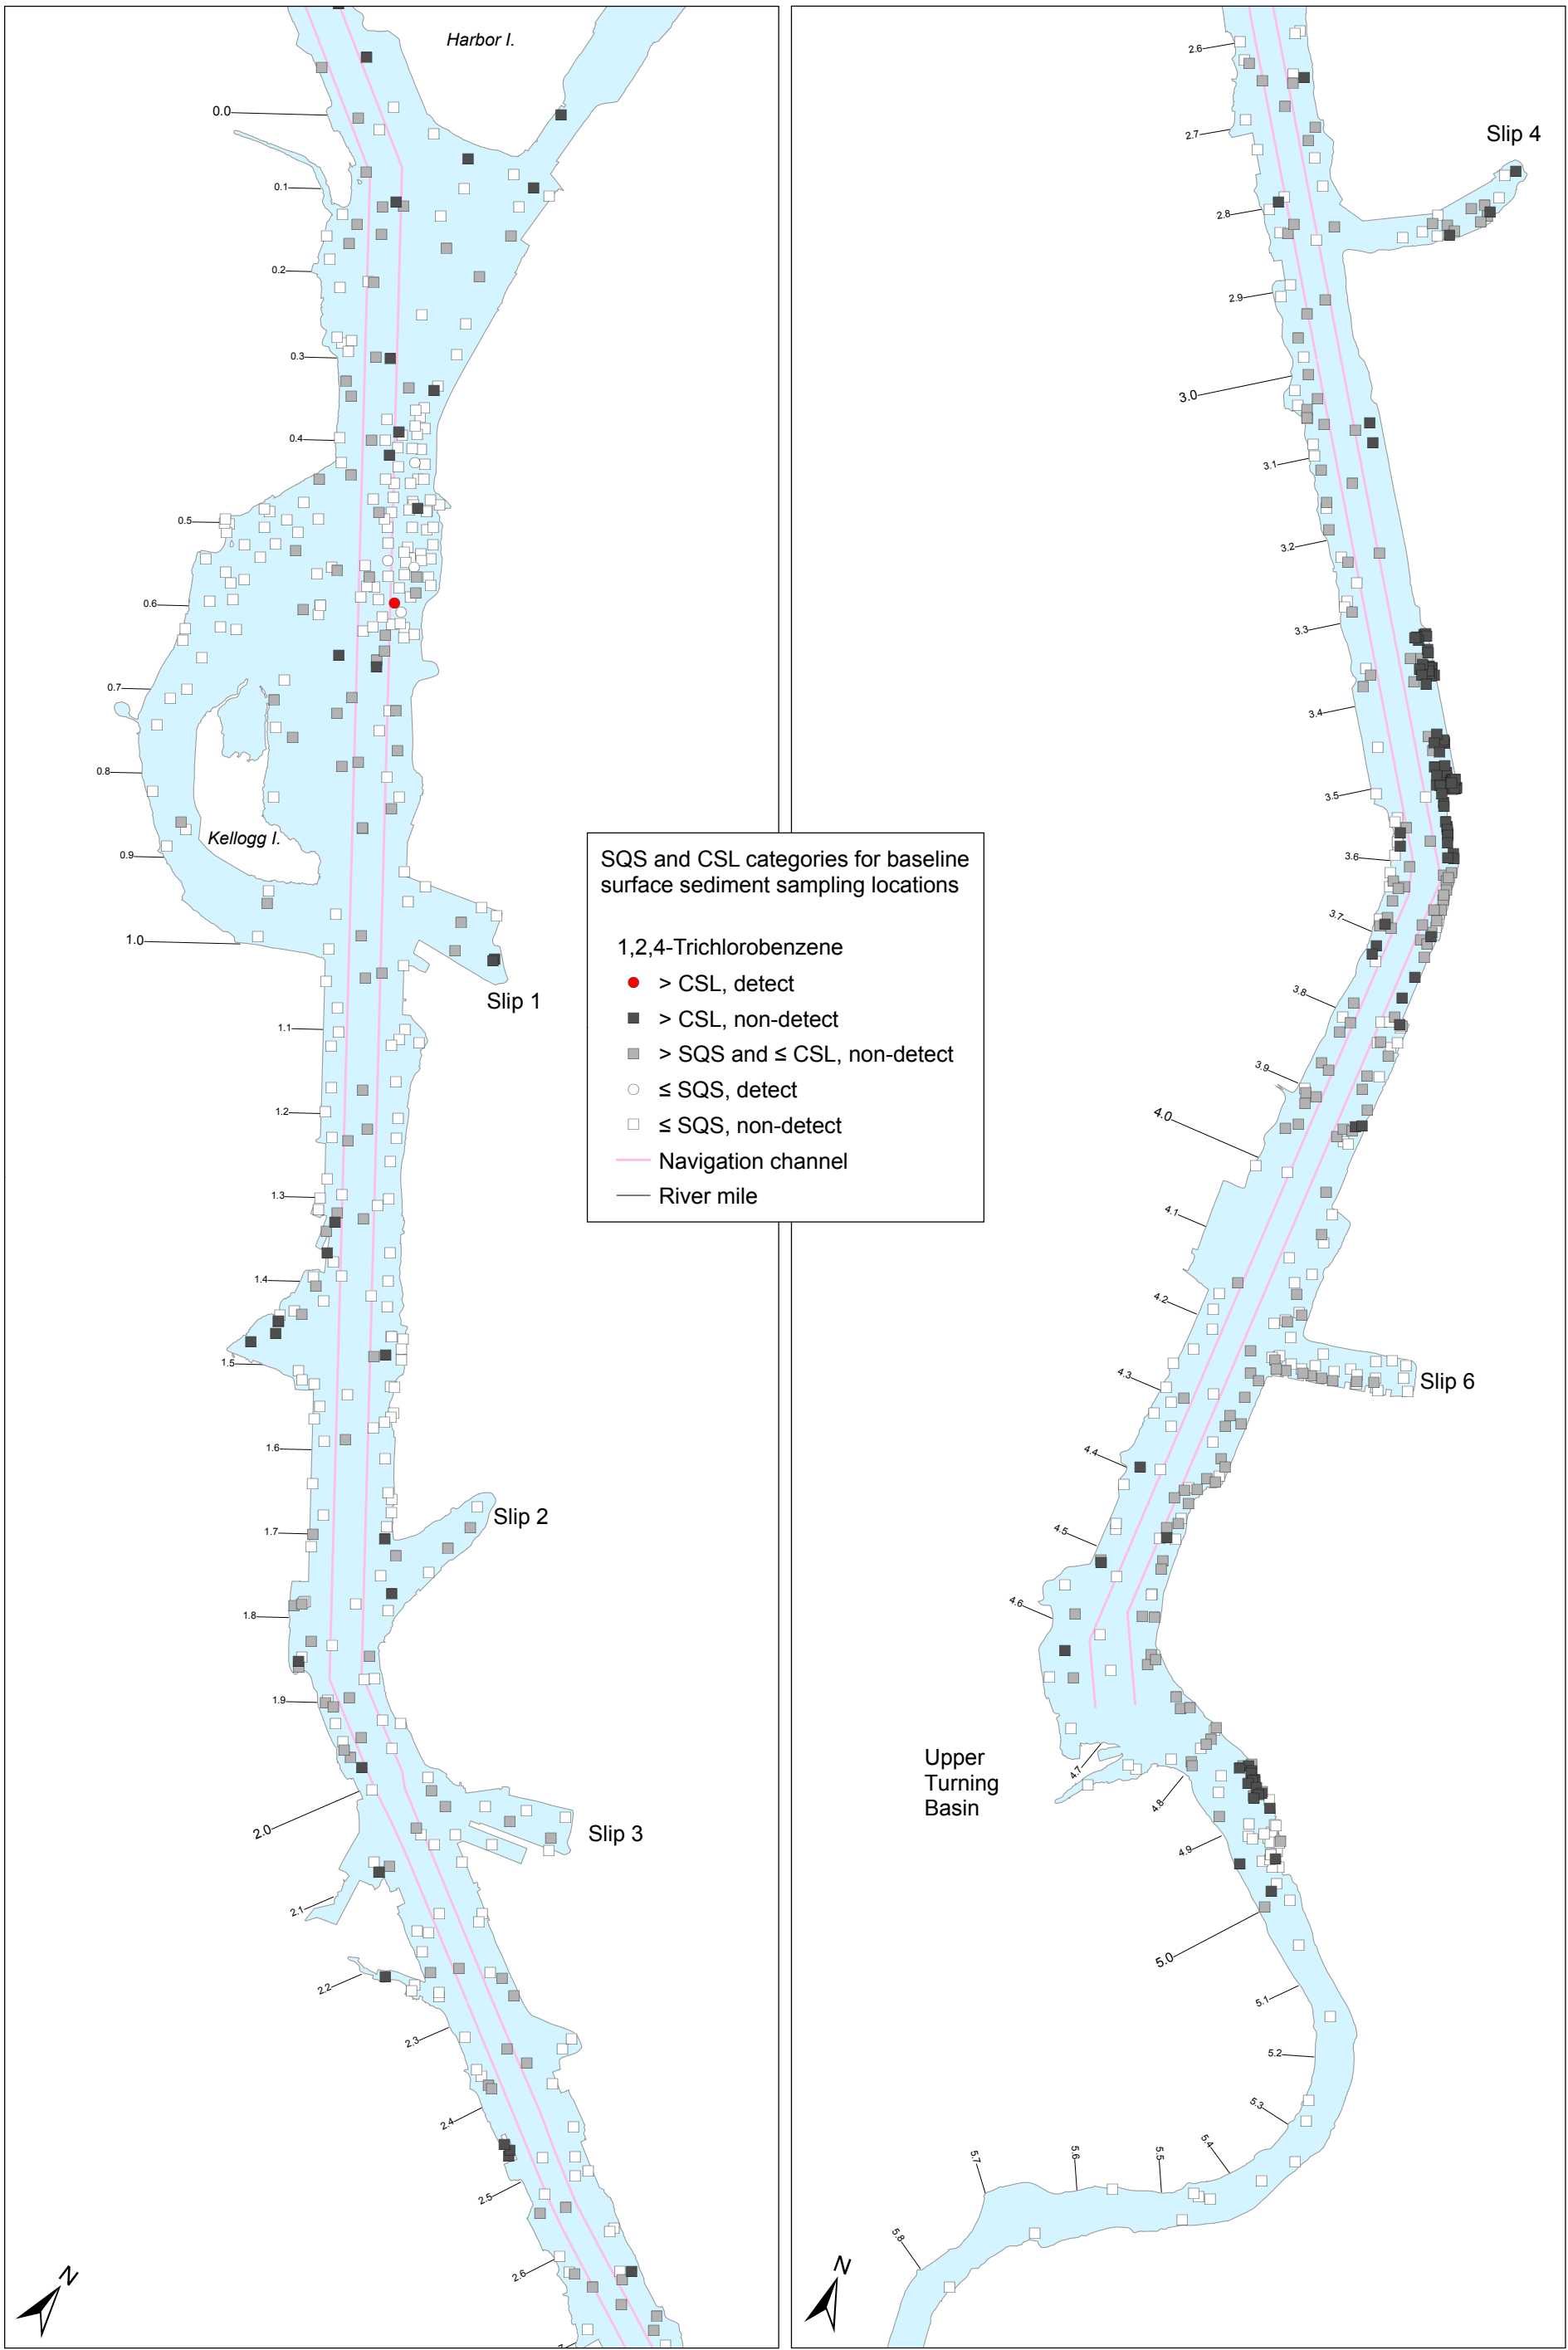 Harbor I.
0.0
0.1
0.2
0.3
0.4
0.5
0.6
0.7
0.8
Kellogg I.
0.9
1.0
Slip 1
1.1
1.2
1.3
1.4
1.5
1.6
Slip 2
1.7
1.8
1.9
2.0
Slip 3
2.1
2.2
2.3
2.4
2.5
2.6
N
SQS and CSL categories for baseline
surface sediment sampling locations
1,2,4-Trichlorobenzene
> CSL, detect
> CSL, non-detect
> SQS and ≤ CSL, non-detect
≤ SQS, detect
≤ SQS, non-detect
Navigation channel
River mile
2.6
2.7
Slip 4
2.8
2.9
3.0
3.1
3.2
3.3
3.4
3.5
3.6
3.7
3.8
3.9
4.0
4.1
4.2
4.3
Slip 6
4.4
4.5
4.6
Upper
Turning
Basin
4.7
4.8
4.9
5.0
5.1
5.2
5.3
5.4
5.5
5.6
5.7
5.8
N